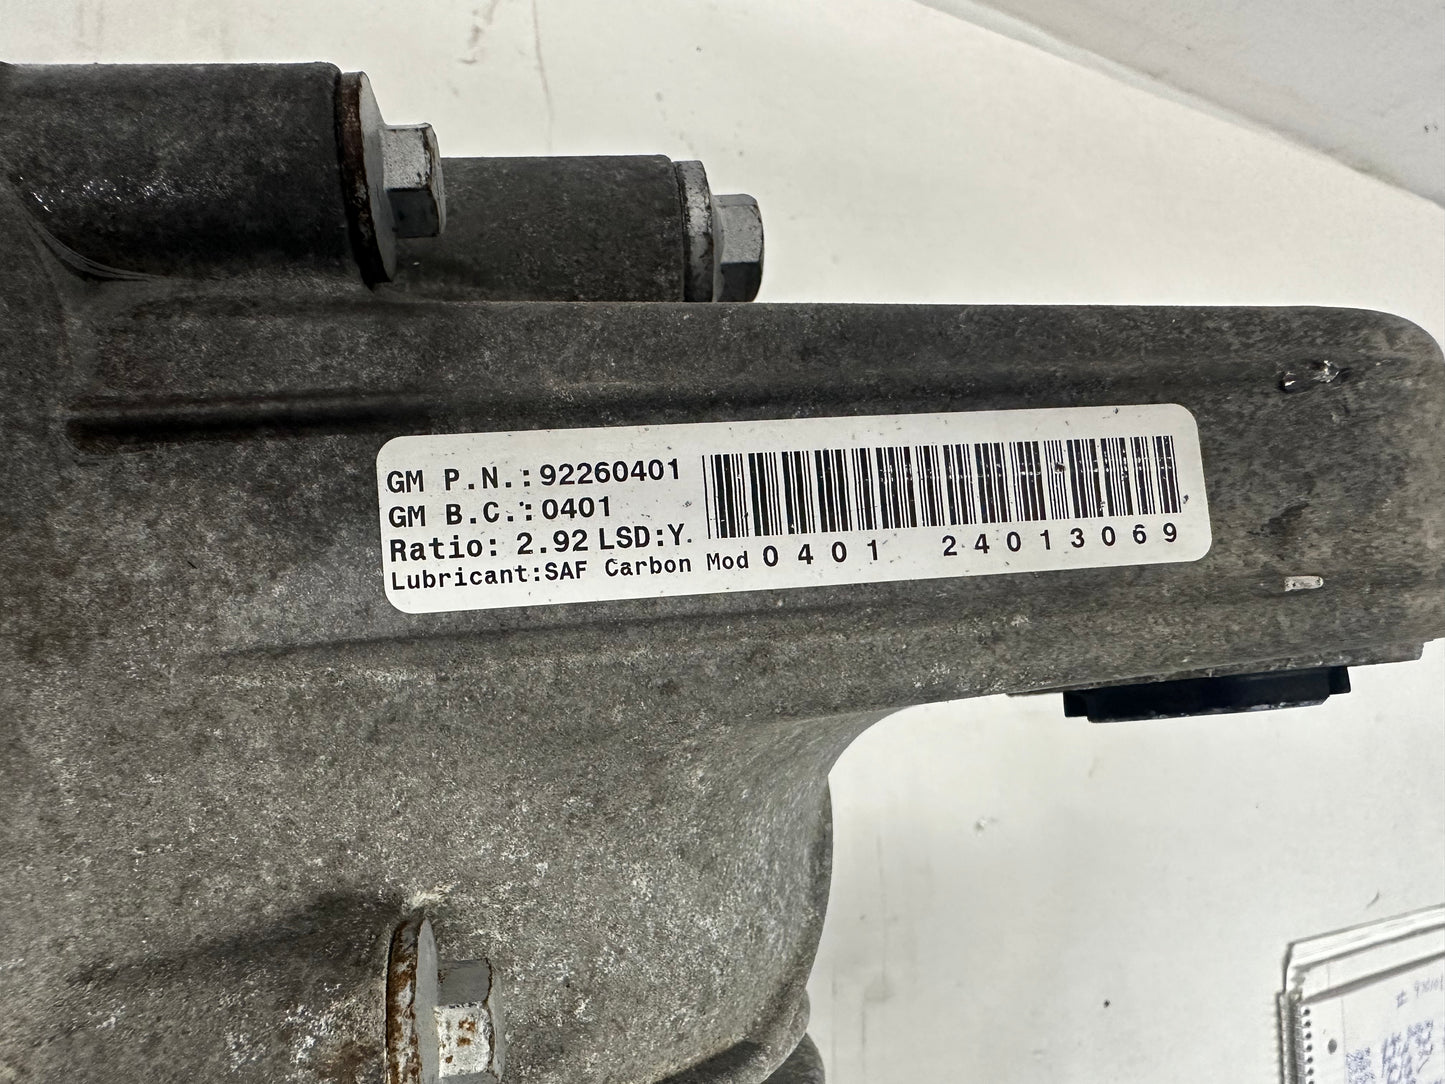 GM P.N.:92260401
GM B.C.:0401
Ratio: 2.92 LSD:Y.
Lubricant:SAF Carbon Mod
0401 24013069